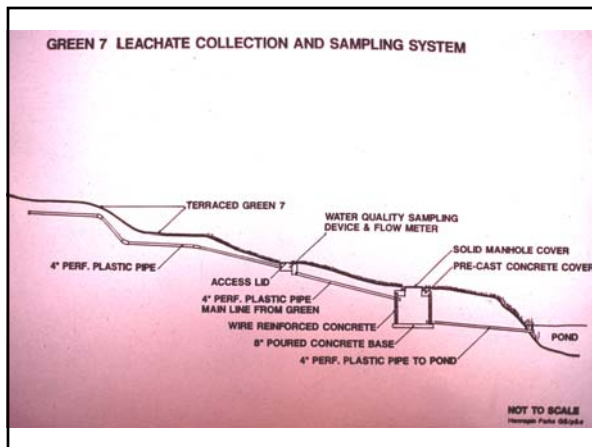 GREEN 7 LEACHATE COLLECTION AND SAMPLING SYSTEM
TERRACED GREEN 7
WATER QUALITY SAMPLING
DEVICE & FLOW METER
SOLID MANHOLE COVER
4" PERF. PLASTIC PIPE
PRE-CAST CONCRETE COVER
ACCESS LID
4" PERF. PLASTIC PIPE
MAIN LINE FROM GREEN
WIRE REINFORCED CONCRETE
8" POURED CONCRETE BASE
POND
4" PERF. PLASTIC PIPE TO POND
NOT TO SCALE
Hennepin Parks